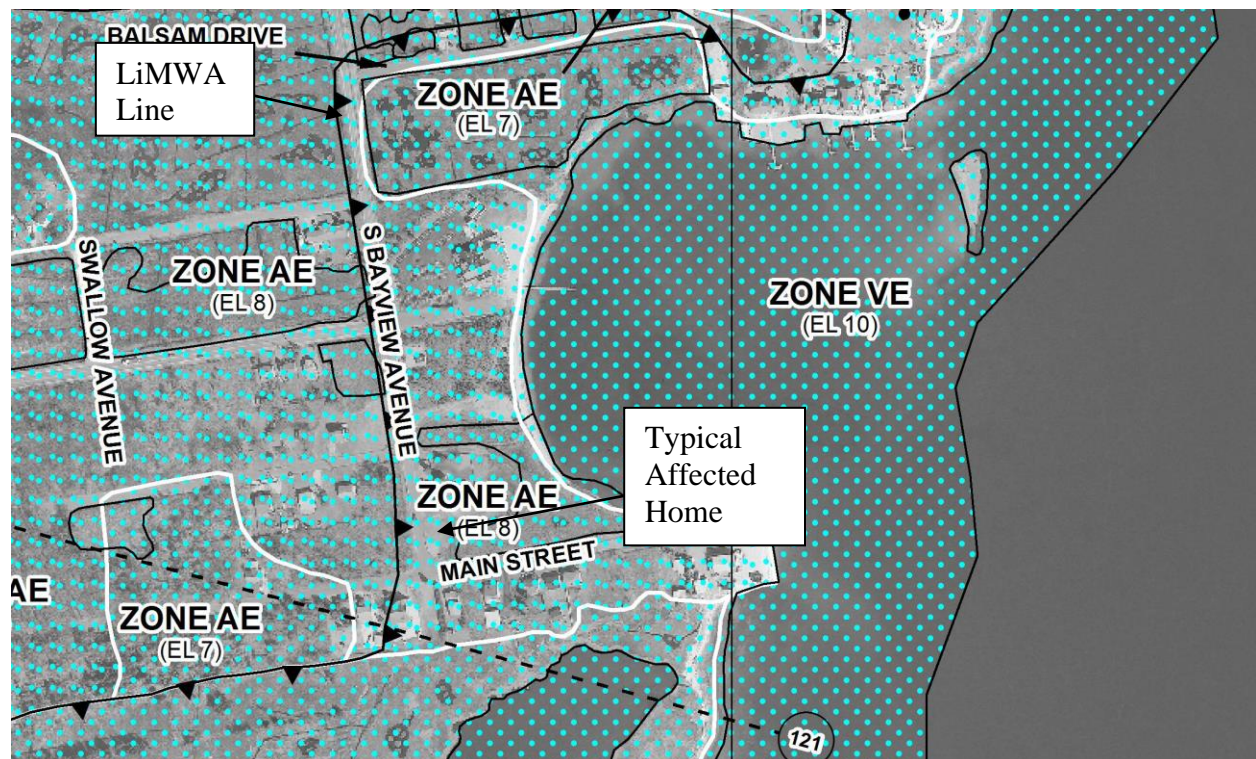 BALSAM DRIVE
LiMWA
Line
ZONE AE
(EL 7)
SWALLOW AVENUE
ZONE AE
(EL 8)
S BAYVIEW AVENUE
ZONE VE
(EL 10)
Typical
Affected
Home
ZONE AE
(EL 8)
MAIN STREET
AE
ZONE AE
(EL 7)
121